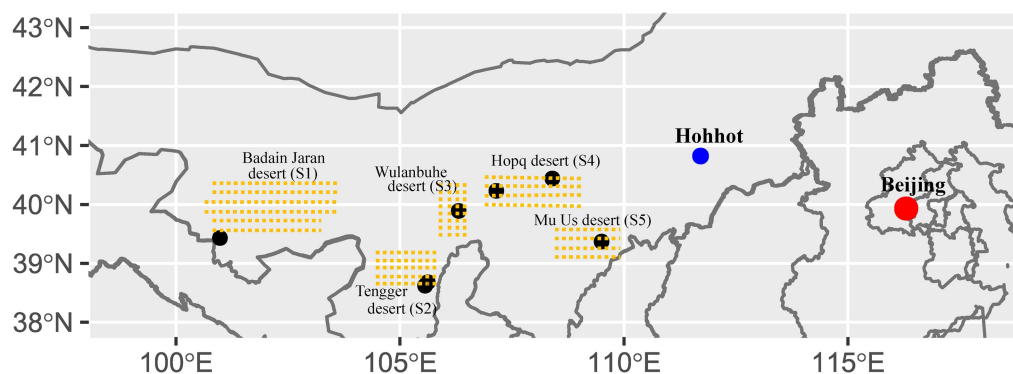 43°N
42°N
41°N
40°N
39°N
38°N
Hohhot
Badain Jaran
desert (S1)
Wulanbuhe
desert (S3)
Hopq desert (S4)
Beijing
Mu Us desert (S5)
Tengger
desert (S2)
100°E
105°E
110°E
115°E